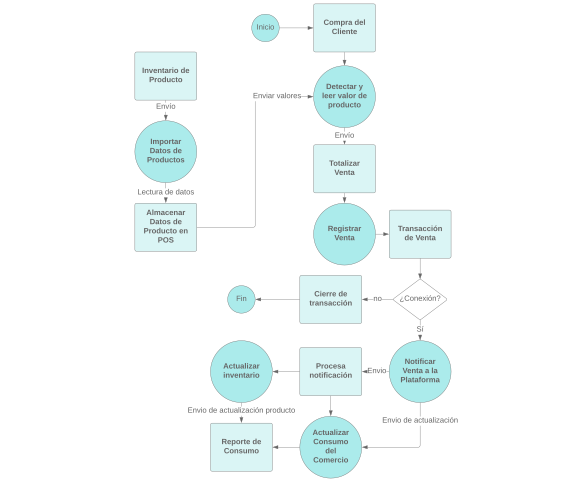 Inicio
Compra del
Cliente
Inventario de
Producto
Enviar valores
Detectar y
leer valor de
producto
Envío
Importar
Datos de
Productos
Envío
Totalizar
Venta
Lectura de datos
Almacenar
Datos de
Producto en
POS
Registrar
Venta
Transacción
de Venta
Fin
Cierre de
transacción
no
¿Conexión?
Sí
Actualizar
inventario
Procesa
notificación
Envio
Notificar
Venta a la
Plataforma
Envio de actualización producto
Envio de actualización
Reporte de
Consumo
Actualizar
Consumo
del
Comercio